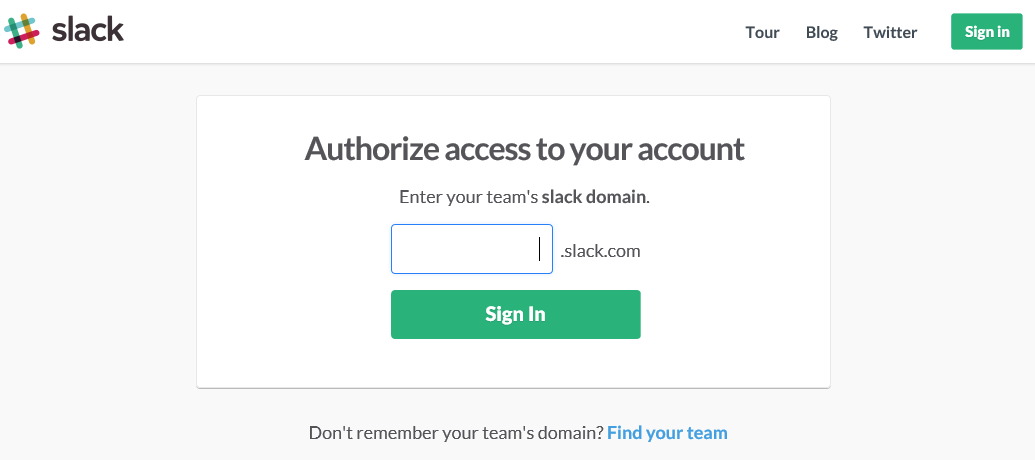 slack
Tour Blog Twitter Sign in
Authorize access to your account
Enter your team's slack domain.
.slack.com
Sign In
Don't remember your team's domain? Find your team